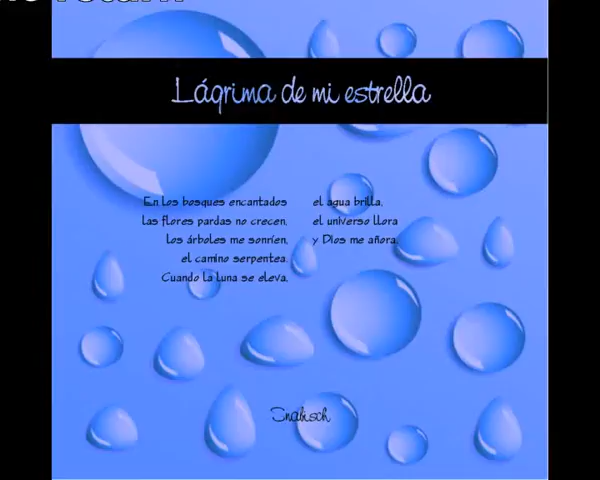 Lágrima de mi estrella
En los bosques encantados
las flores pardas no crecen,
los árboles me sonríen,
el camino serpentea.
Cuando la luna se eleva,
el agua brilla,
el universo llora
y Dios me añora.